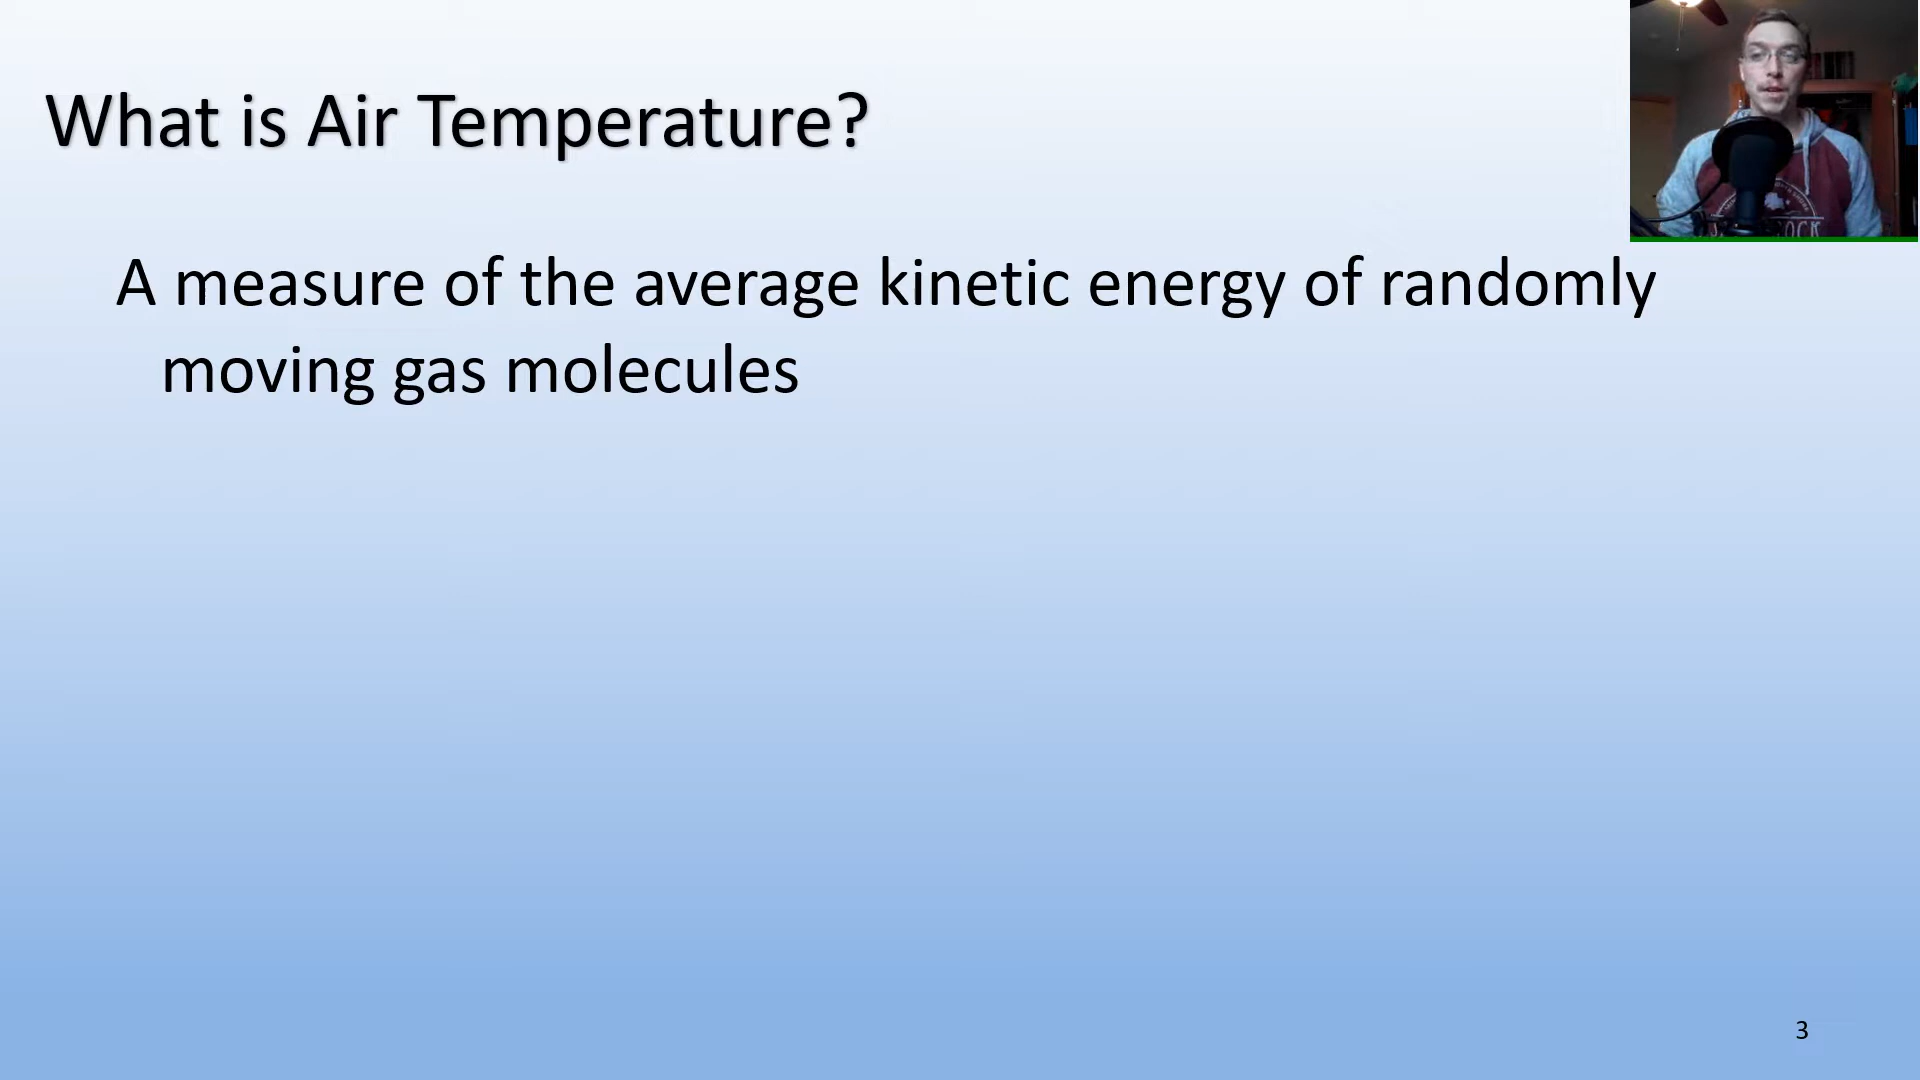 What is Air Temperature?
A measure of the average kinetic energy of randomly
moving gas molecules
3